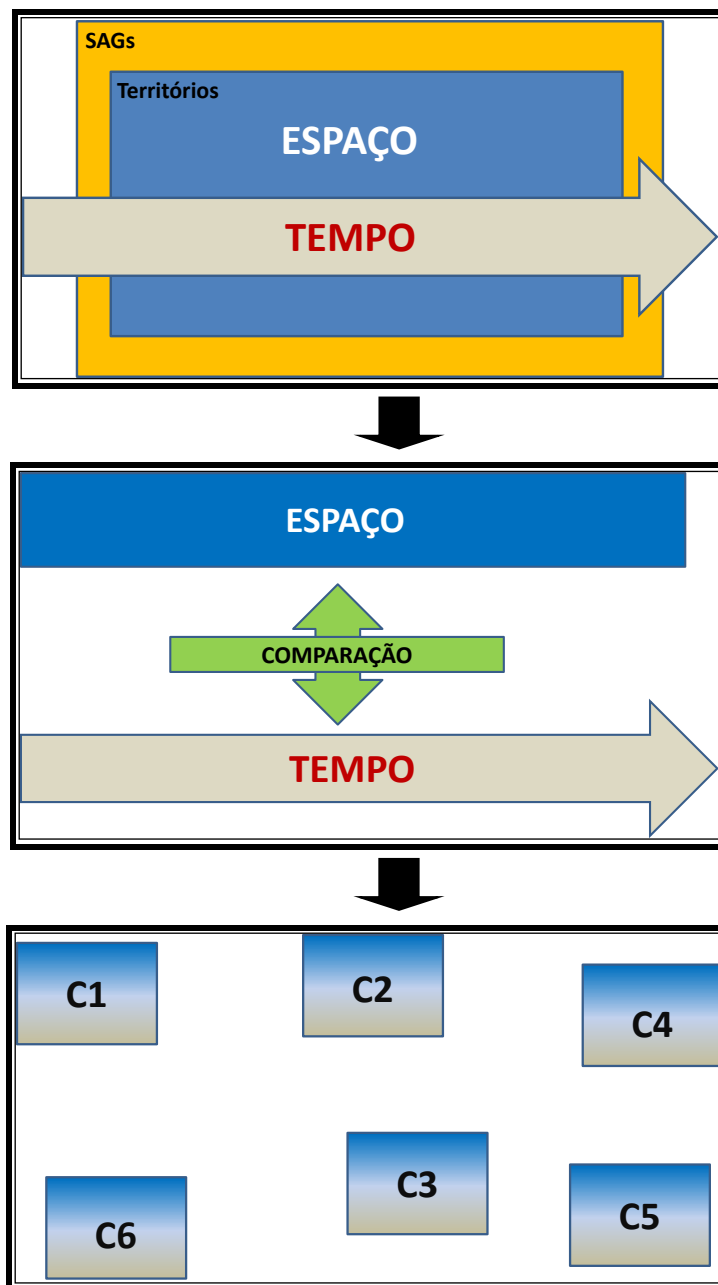 SAGs
Territórios
ESPAÇO
TEMPO
ESPAÇO
COMPARAÇÃO
TEMPO
C1
C2
C4
C3
C6
C5